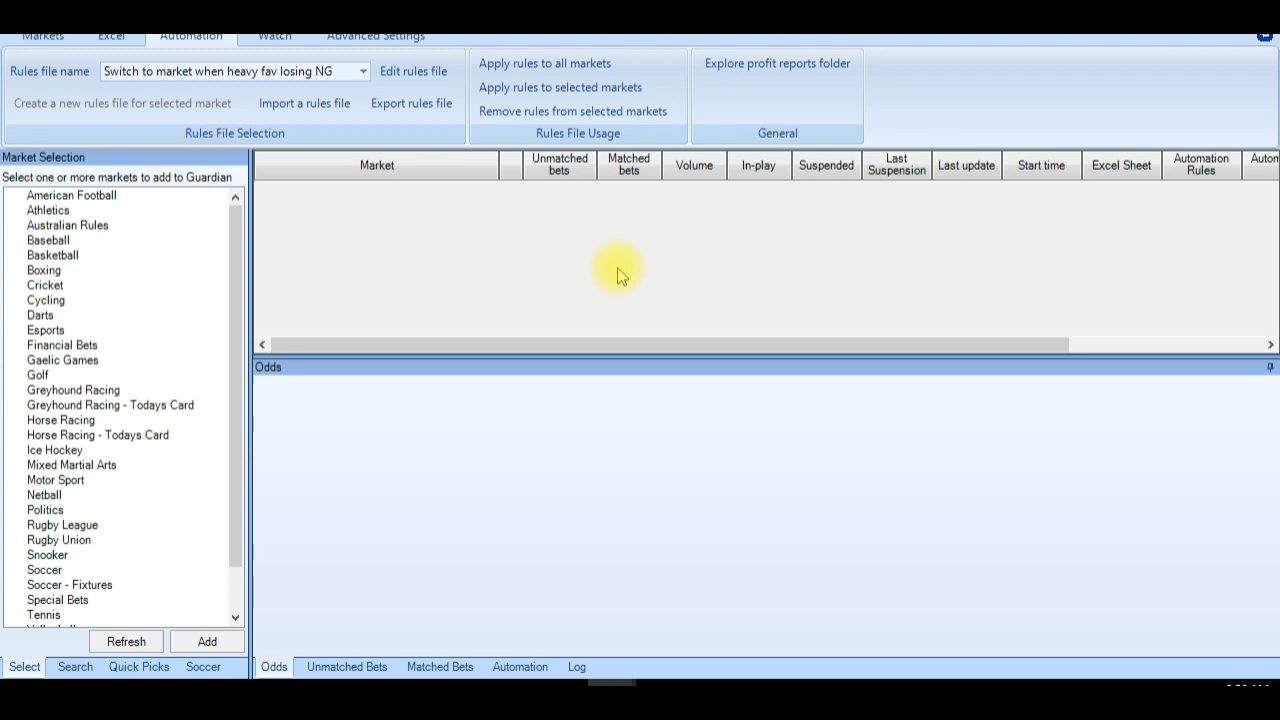 Markets Excel Automation Watch Advanced Settings
Rules file name Switch to market when heavy fav losing NG Edit rules file
Create a new rules file for selected market Import a rules file Export rules file
Rules File Selection
Apply rules to all markets
Apply rules to selected markets
Remove rules from selected markets
Rules File Usage
Explore profit reports folder
General
Market Selection
Select one or more markets to add to Guardian
American Football
Athletics
Australian Rules
Baseball
Basketball
Boxing
Cricket
Cycling
Darts
Esports
Financial Bets
Gaelic Games
Golf
Greyhound Racing
Greyhound Racing - Todays Card
Horse Racing
Horse Racing - Todays Card
Ice Hockey
Mixed Martial Arts
Motor Sport
Netball
Politics
Rugby League
Rugby Union
Snooker
Soccer
Soccer - Fixtures
Special Bets
Tennis
Refresh Add
Select Search Quick Picks Soccer
Market
Unmatched
bets
Matched
bets
Volume
In-play
Suspended
Last
Suspension
Last update
Start time
Excel Sheet
Automation
Rules
Autom
Odds
Odds Unmatched Bets Matched Bets Automation Log